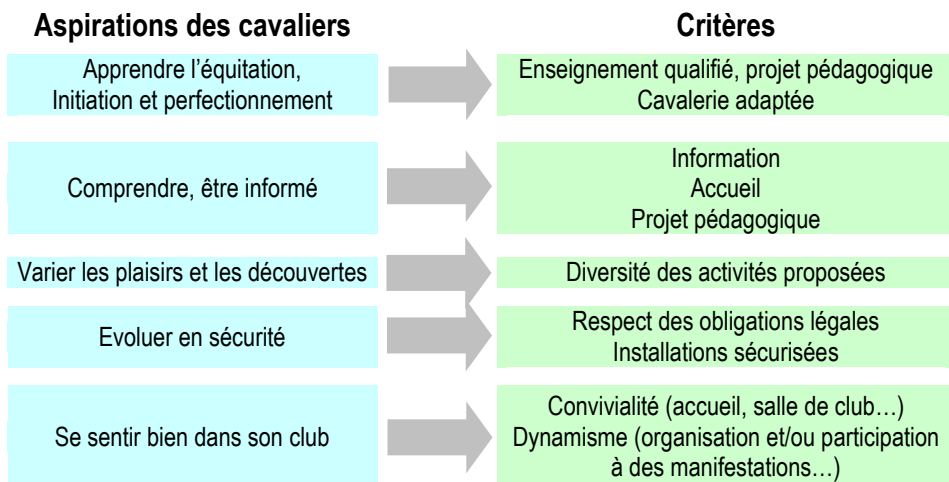 Aspirations des cavaliers
Critères
Apprendre l’équitation,
Initiation et perfectionnement
Enseignement qualifié, projet pédagogique
Cavalerie adaptée
Comprendre, être informé
Information
Accueil
Projet pédagogique
Varier les plaisirs et les découvertes
Diversité des activités proposées
Evoluer en sécurité
Respect des obligations légales
Installations sécurisées
Se sentir bien dans son club
Convivialité (accueil, salle de club…)
Dynamisme (organisation et/ou participation
à des manifestations…)